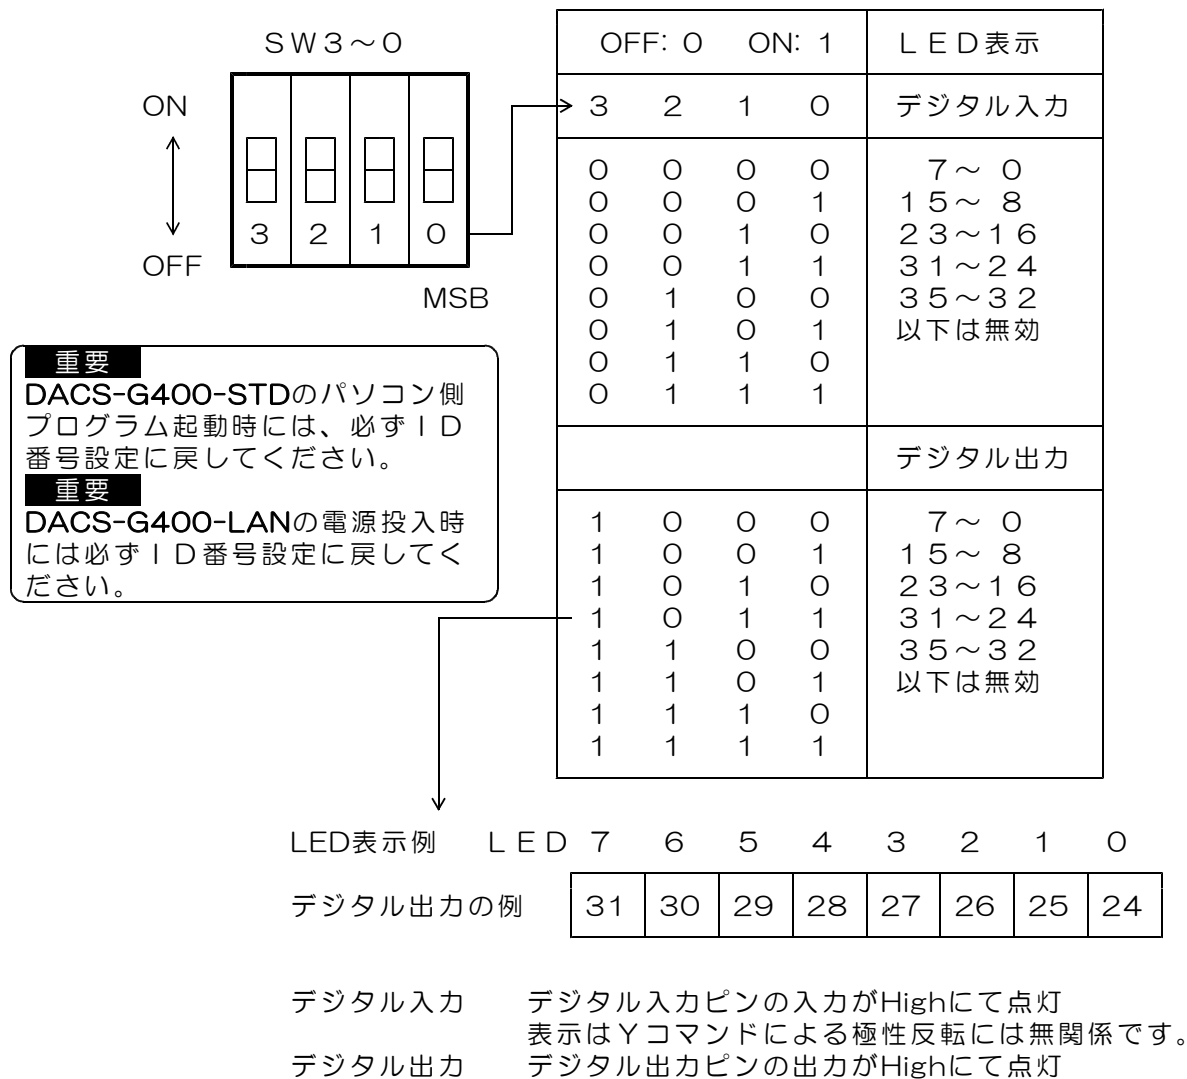 SW3～0
ON
OFF
3 2 1 0
MSB
重要
DACS-G400-STDのパソコン側
プログラム起動時には、必ずID
番号設定に戻してください。
重要
DACS-G400-LANの電源投入時
には必ずID番号設定に戻してく
ださい。
OFF: 0 ON: 1 LED表示
3 2 1 0 デジタル入力
0 0 0 0 7～ 0
0 0 0 1 15～ 8
0 0 1 0 23～16
0 0 1 1 31～24
0 1 0 0 35～32
0 1 0 1 以下は無効
0 1 1 0
0 1 1 1
デジタル出力
1 0 0 0 7～ 0
1 0 0 1 15～ 8
1 0 1 0 23～16
1 0 1 1 31～24
1 1 0 0 35～32
1 1 0 1 以下は無効
1 1 1 0
1 1 1 1
LED表示例 LED 7 6 5 4 3 2 1 0
デジタル出力の例 31 30 29 28 27 26 25 24
デジタル入力 デジタル入力ピンの入力がHighにて点灯
表示はYコマンドによる極性反転には無関係です。
デジタル出力 デジタル出力ピンの出力がHighにて点灯